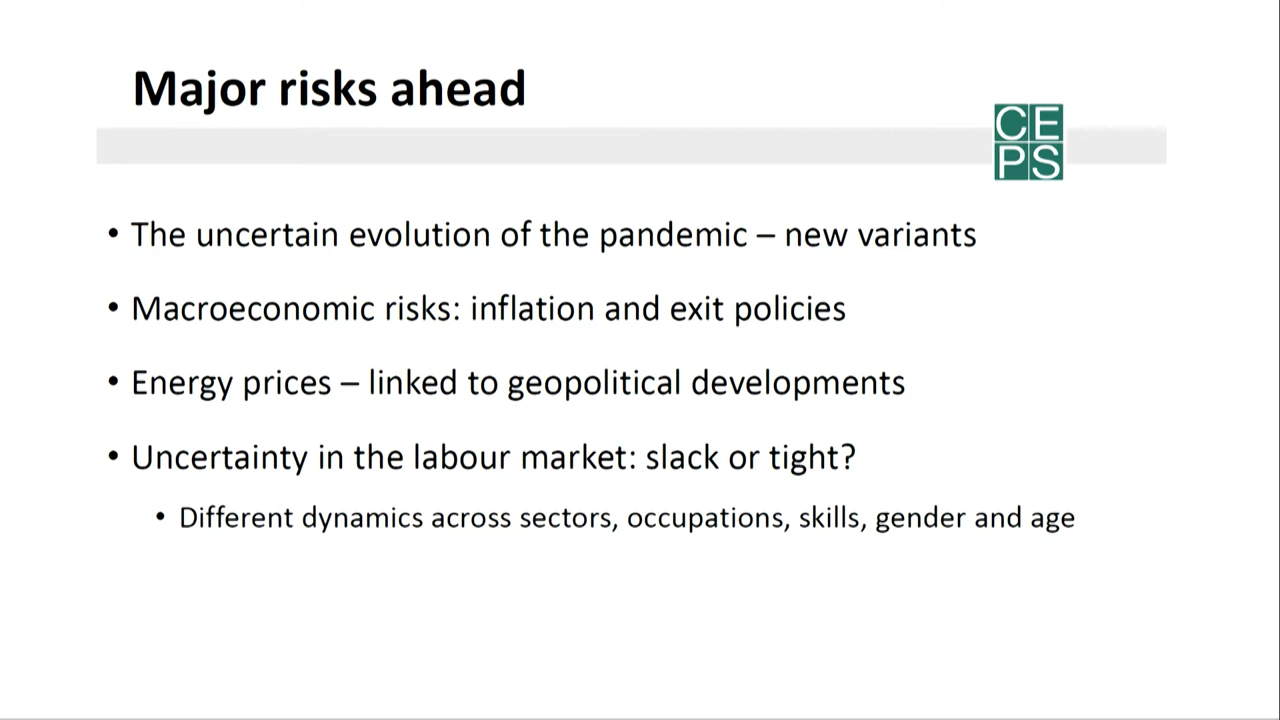 Major risks ahead
CE
PS
• The uncertain evolution of the pandemic – new variants
• Macroeconomic risks: inflation and exit policies
• Energy prices – linked to geopolitical developments
• Uncertainty in the labour market: slack or tight?
• Different dynamics across sectors, occupations, skills, gender and age